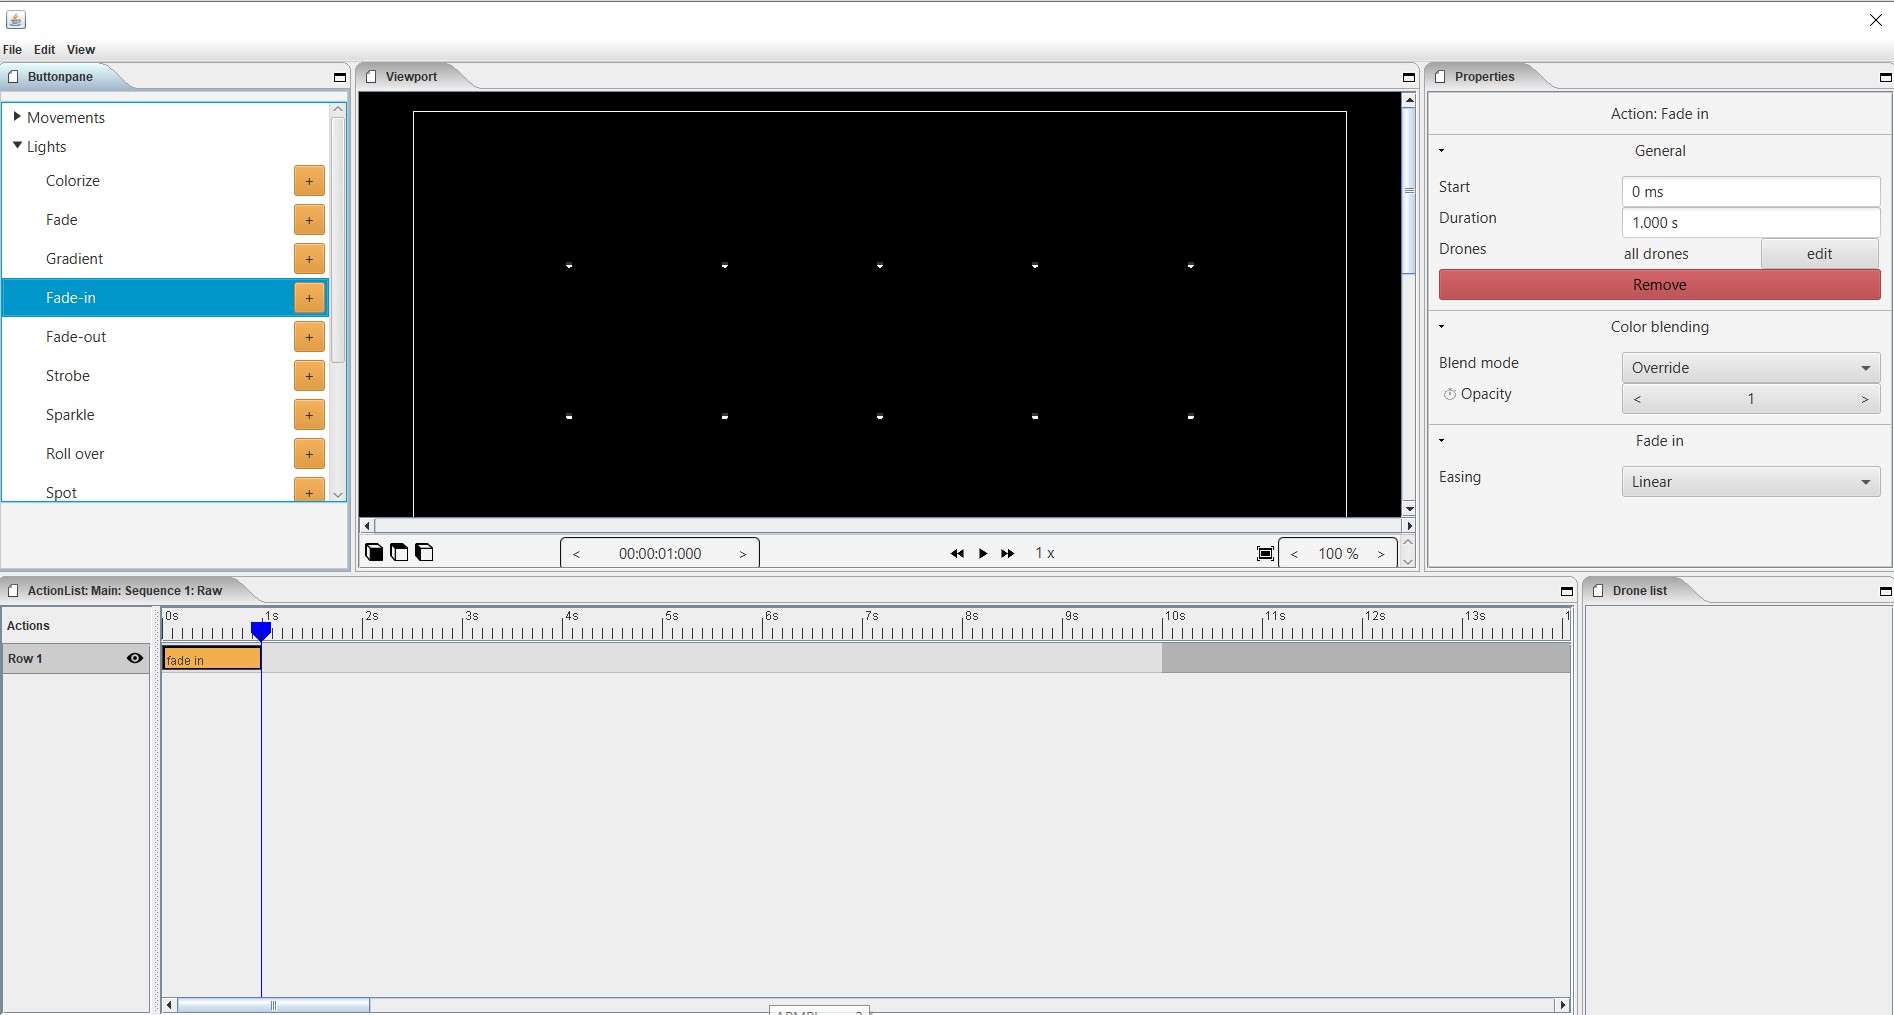 File Edit View
Buttonpane
Movements
Lights
Colorize +
Fade +
Gradient +
Fade-in +
Fade-out +
Strobe +
Sparkle +
Roll over +
Spot +
Viewport
< 00:00:01:000 >
1 x
< 100 % >
Properties
Action: Fade in
General
Start 0 ms
Duration 1.000 s
Drones all drones edit
Remove
Color blending
Blend mode Override
Opacity < 1 >
Fade in
Easing Linear
ActionList: Main: Sequence 1: Raw
Actions
0s 1s 2s 3s 4s 5s 6s 7s 8s 9s 10s 11s 12s 13s 1
Row 1
fade in
Drone list